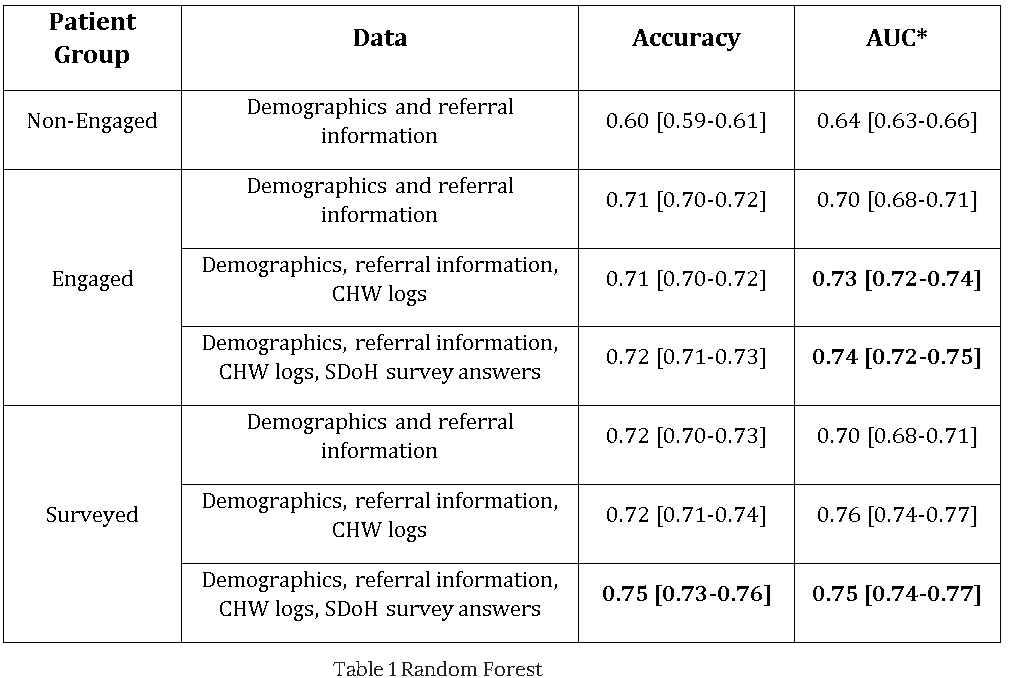 Patient
Group
Data
Accuracy
AUC*
Non-Engaged
Demographics and referral
information
0.60 [0.59-0.61]
0.64 [0.63-0.66]
Engaged
Demographics and referral
information
0.71 [0.70-0.72]
0.70 [0.68-0.71]
Demographics, referral information,
CHW logs
0.71 [0.70-0.72]
0.73 [0.72-0.74]
Demographics, referral information,
CHW logs, SDoH survey answers
0.72 [0.71-0.73]
0.74 [0.72-0.75]
Surveyed
Demographics and referral
information
0.72 [0.70-0.73]
0.70 [0.68-0.71]
Demographics, referral information,
CHW logs
0.72 [0.71-0.74]
0.76 [0.74-0.77]
Demographics, referral information,
CHW logs, SDoH survey answers
0.75 [0.73-0.76]
0.75 [0.74-0.77]
Table 1 Random Forest